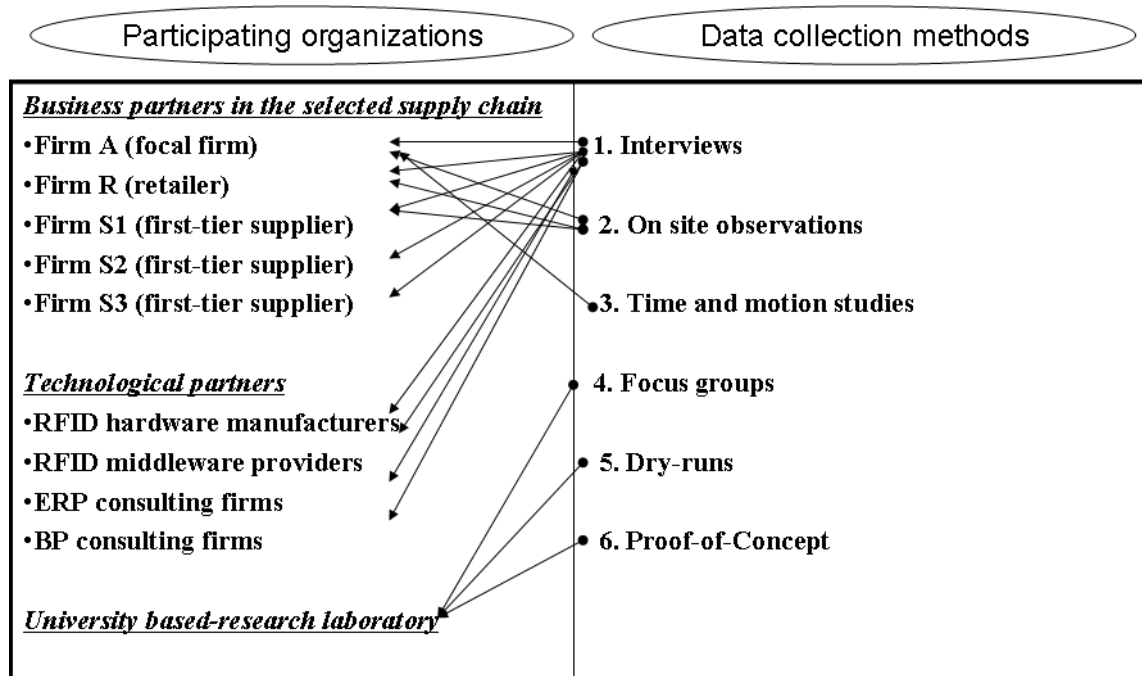 Participating organizations
Data collection methods
Business partners in the selected supply chain
•Firm A (focal firm)
•Firm R (retailer)
•Firm S1 (first-tier supplier)
•Firm S2 (first-tier supplier)
•Firm S3 (first-tier supplier)
Technological partners
•RFID hardware manufacturers
•RFID middleware providers
•ERP consulting firms
•BP consulting firms
University based-research laboratory
1. Interviews
2. On site observations
3. Time and motion studies
4. Focus groups
5. Dry-runs
6. Proof-of-Concept